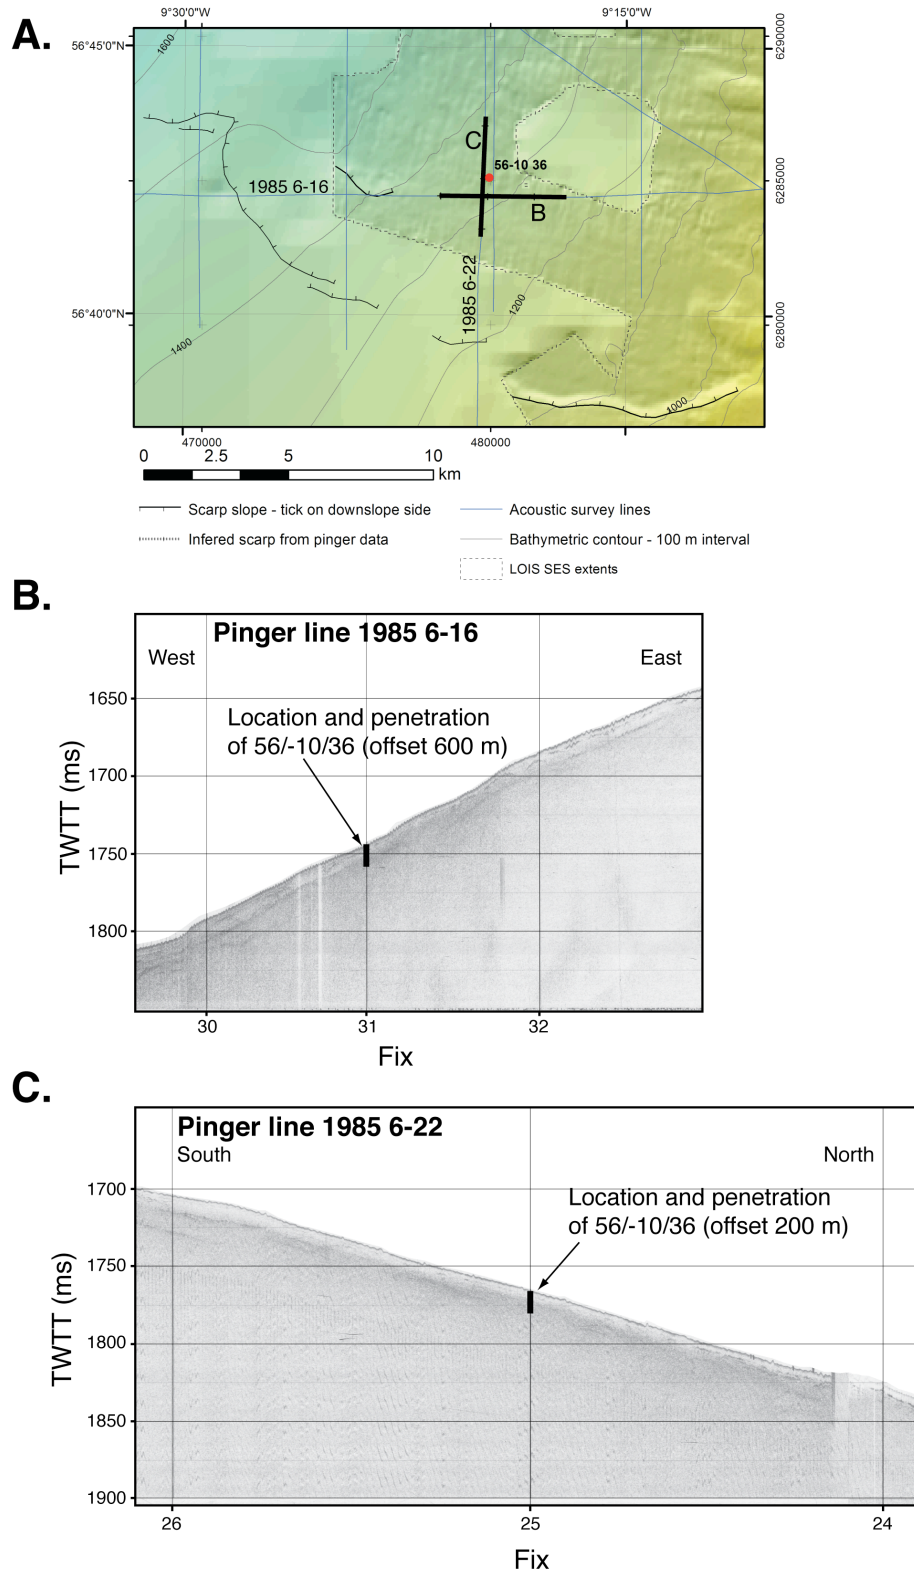 A.
9°30'0"W
9°15'0"W
56°45'0"N
6290000
1600
C
56-10 36
1985 6-16
6285000
B
1985 6-22
1200
56°40'0"N
6280000
1400
1000
470000
480000
0 2.5 5 10
km
Scarp slope - tick on downslope side
Acoustic survey lines
Infered scarp from pinger data
Bathymetric contour - 100 m interval
LOIS SES extents
B.
Pinger line 1985 6-16
West
East
1650
Location and penetration
of 56/-10/36 (offset 600 m)
1700
TWTT (ms)
1750
1800
30 31 32
Fix
C.
Pinger line 1985 6-22
South
North
1700
Location and penetration
of 56/-10/36 (offset 200 m)
1750
TWTT (ms)
1800
1850
1900
26 25 24
Fix